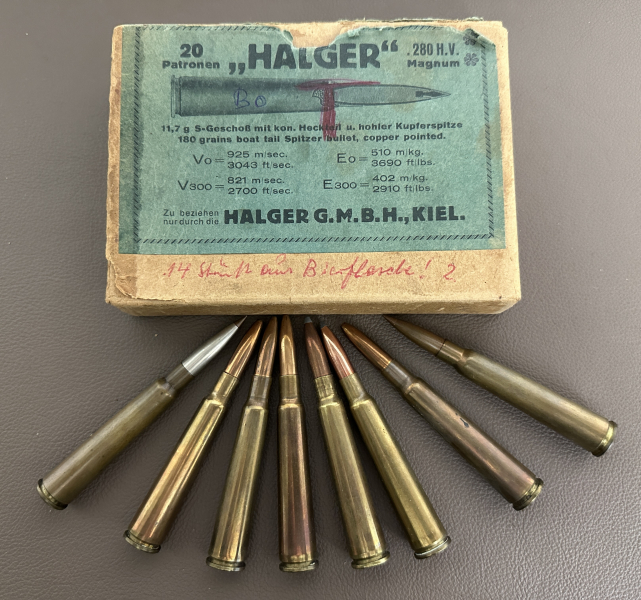 20 Patronen „HALGER“ .280 H.V. Magnum
Bo
11,7 g S-Geschoß mit kon. Heckteil u. hohler Kupferspitze
180 grains boat tail Spitzer bullet, copper pointed.
Vo = 925 m/sec. 3043 ft/sec. Eo = 510 m/kg. 3690 ft/lbs.
V300 = 821 m/sec. 2700 ft/sec. E300 = 402 m/kg. 2910 ft/lbs.
Zu beziehen nur durch die HALGER G.M.B.H., KIEL.
14 Stück aus Bierflasche! 2